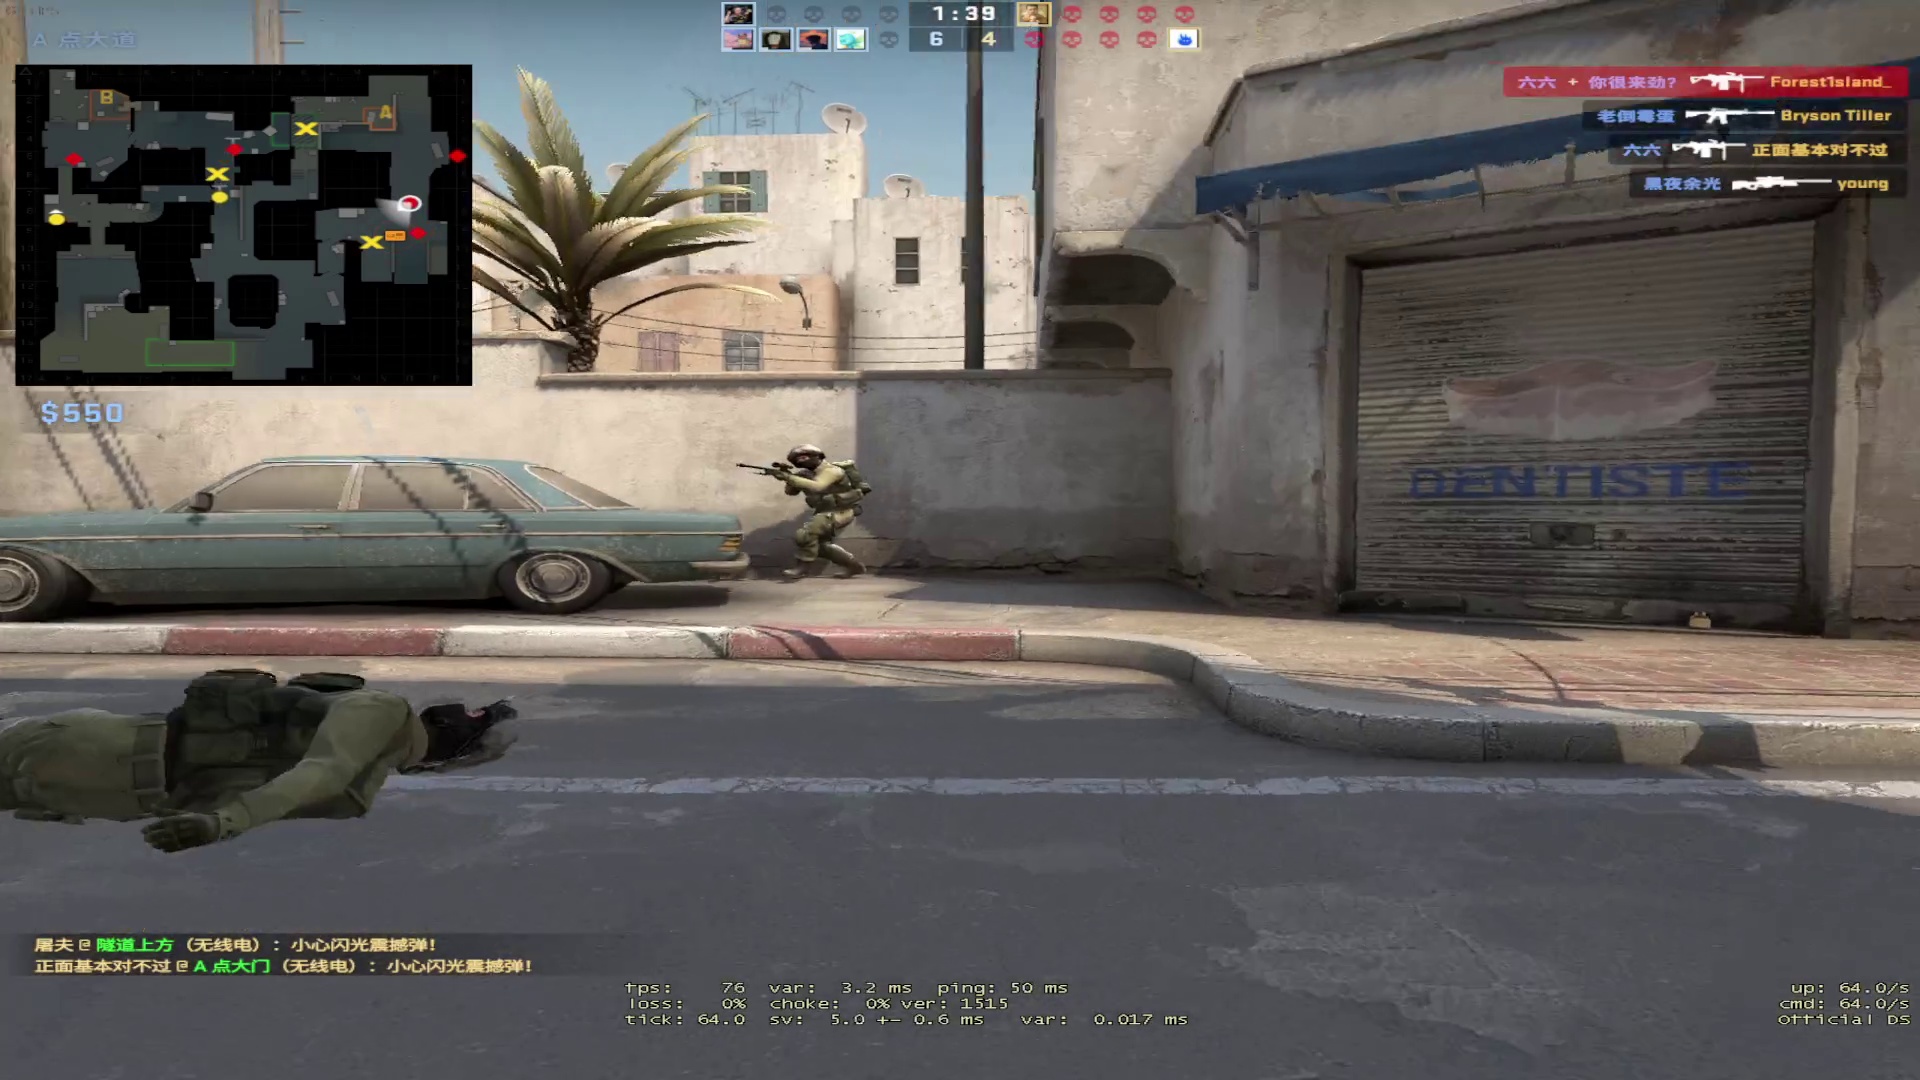 A 点大道
1:39
6 4
B
A
$550
六六 + 你很来劲? Forest1sland_
老倒霉蛋 Bryson Tiller
六六 正面基本对不过
黑夜余光 young
DENTISTE
屠夫@隧道上方（无线电）：小心闪光震撼弹！
正面基本对不过@A 点大门（无线电）：小心闪光震撼弹！
fps: 76 var: 3.2 ms ping: 50 ms
loss: 0% choke: 0% ver: 1515
tick: 64.0 sv: 5.0 +- 0.6 ms var: 0.017 ms
up: 64.0/s
cmd: 64.0/s
Official DS